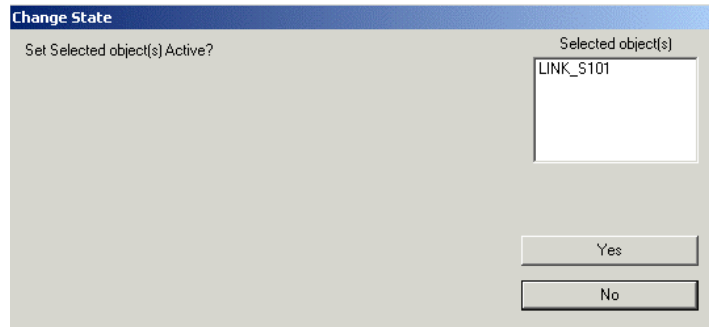 Change State
Set Selected object(s) Active?
Selected object(s)
LINK_S101
Yes
No